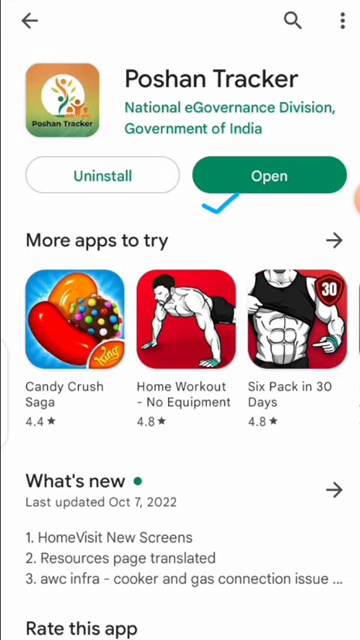 Poshan Tracker
Poshan Tracker
National eGovernance Division,
Government of India
Uninstall
Open
More apps to try
30
king
Candy Crush
Saga
Home Workout
- No Equipment
Six Pack in 30
Days
4.4★
4.8★
4.8★
What's new
Last updated Oct 7, 2022
1. HomeVisit New Screens
2. Resources page translated
3. awc infra - cooker and gas connection issue ...
Rate this app